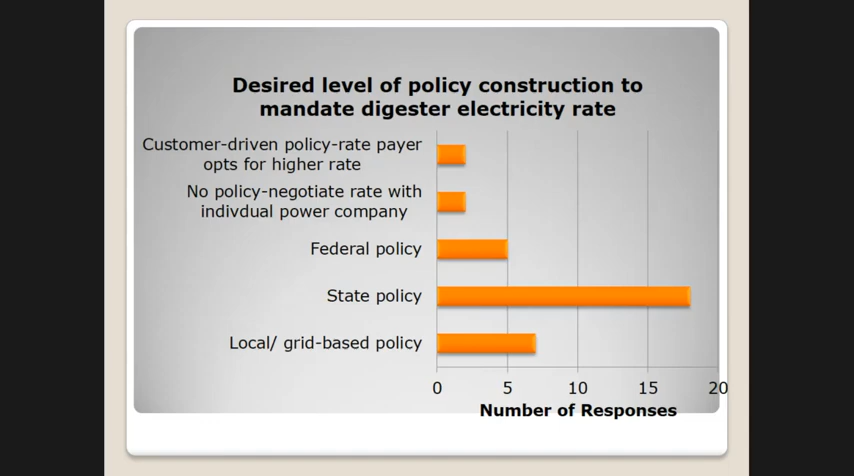 Desired level of policy construction to
mandate digester electricity rate
Customer-driven policy-rate payer
opts for higher rate
No policy-negotiate rate with
indivdual power company
Federal policy
State policy
Local/ grid-based policy
0 5 10 15 20
Number of Responses